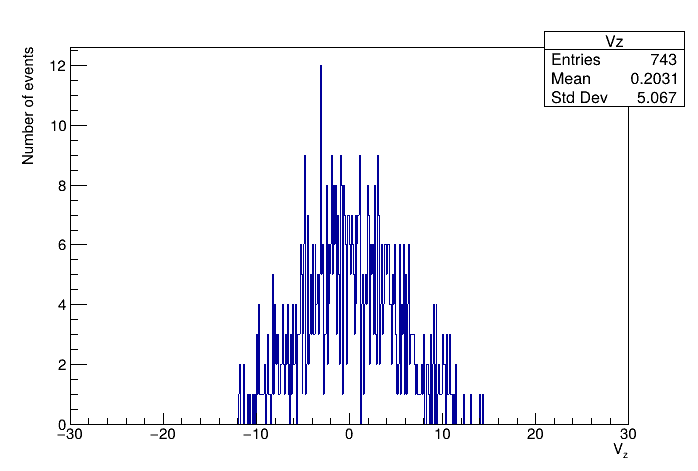 Vz
Entries 743
Mean 0.2031
Std Dev 5.067
Number of events
12
10
8
6
4
2
0
−30 −20 −10 0 10 20 30
Vz